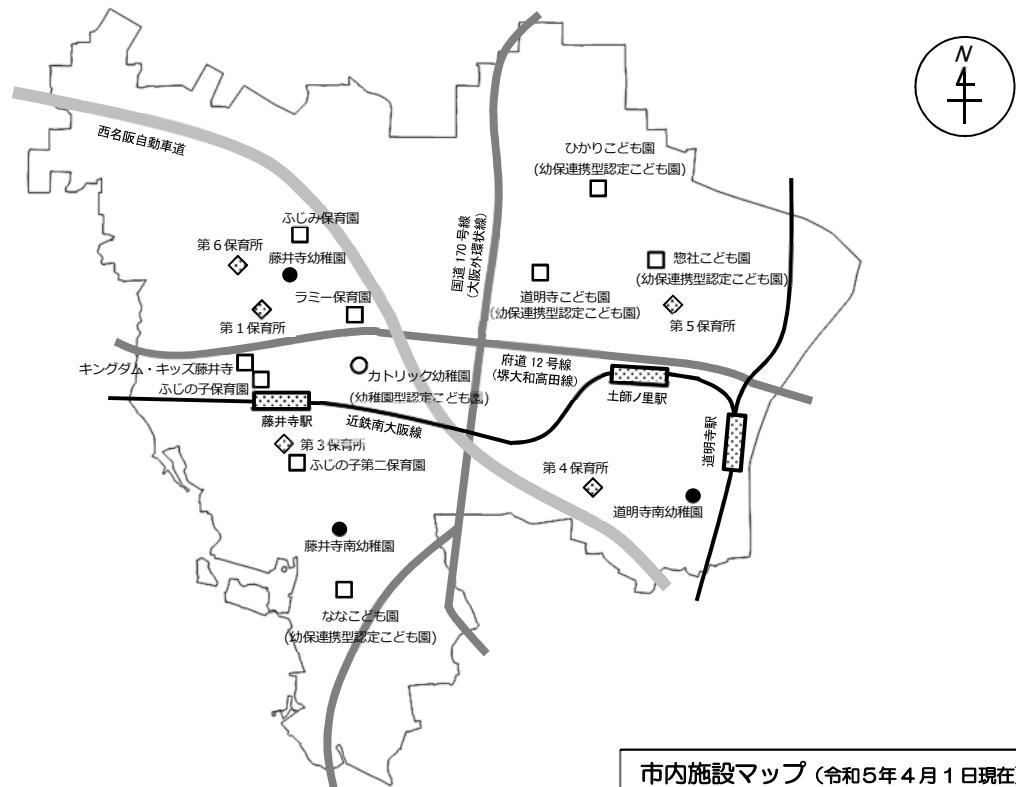 N
西名阪自動車道
ひかりこども園
(幼保連携型認定こども園)
国道170号線
(大阪外環状線)
ふじみ保育園
第6保育所
藤井寺幼稚園
惣社こども園
(幼保連携型認定こども園)
道明寺こども園
(幼保連携型認定こども園)
ラミー保育園
第1保育所
第5保育所
府道12号線
(堺大和高田線)
キングダム・キッズ藤井寺
ふじの子保育園
カトリック幼稚園
(幼稚園型認定こども園)
土師ノ里駅
藤井寺駅
近鉄南大阪線
道明寺駅
第3保育所
ふじの子第二保育園
第4保育所
道明寺南幼稚園
藤井寺南幼稚園
ななこども園
(幼保連携型認定こども園)
市内施設マップ(令和5年4月1日現在)